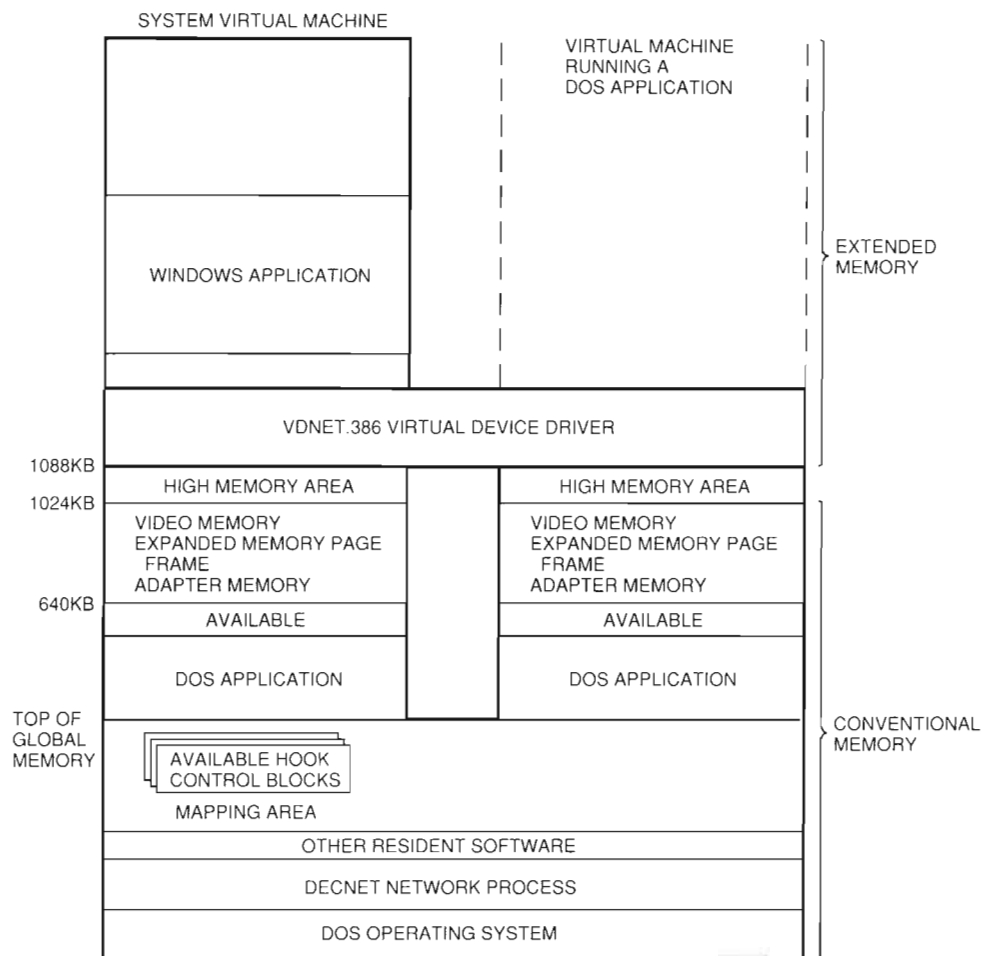 SYSTEM VIRTUAL MACHINE
VIRTUAL MACHINE
RUNNING A
DOS APPLICATION
WINDOWS APPLICATION
EXTENDED
MEMORY
VDNET.386 VIRTUAL DEVICE DRIVER
1088KB
HIGH MEMORY AREA
HIGH MEMORY AREA
1024KB
VIDEO MEMORY
EXPANDED MEMORY PAGE
FRAME
ADAPTER MEMORY
VIDEO MEMORY
EXPANDED MEMORY PAGE
FRAME
ADAPTER MEMORY
640KB
AVAILABLE
AVAILABLE
DOS APPLICATION
DOS APPLICATION
TOP OF
GLOBAL
MEMORY
CONVENTIONAL
MEMORY
AVAILABLE HOOK
CONTROL BLOCKS
MAPPING AREA
OTHER RESIDENT SOFTWARE
DECNET NETWORK PROCESS
DOS OPERATING SYSTEM